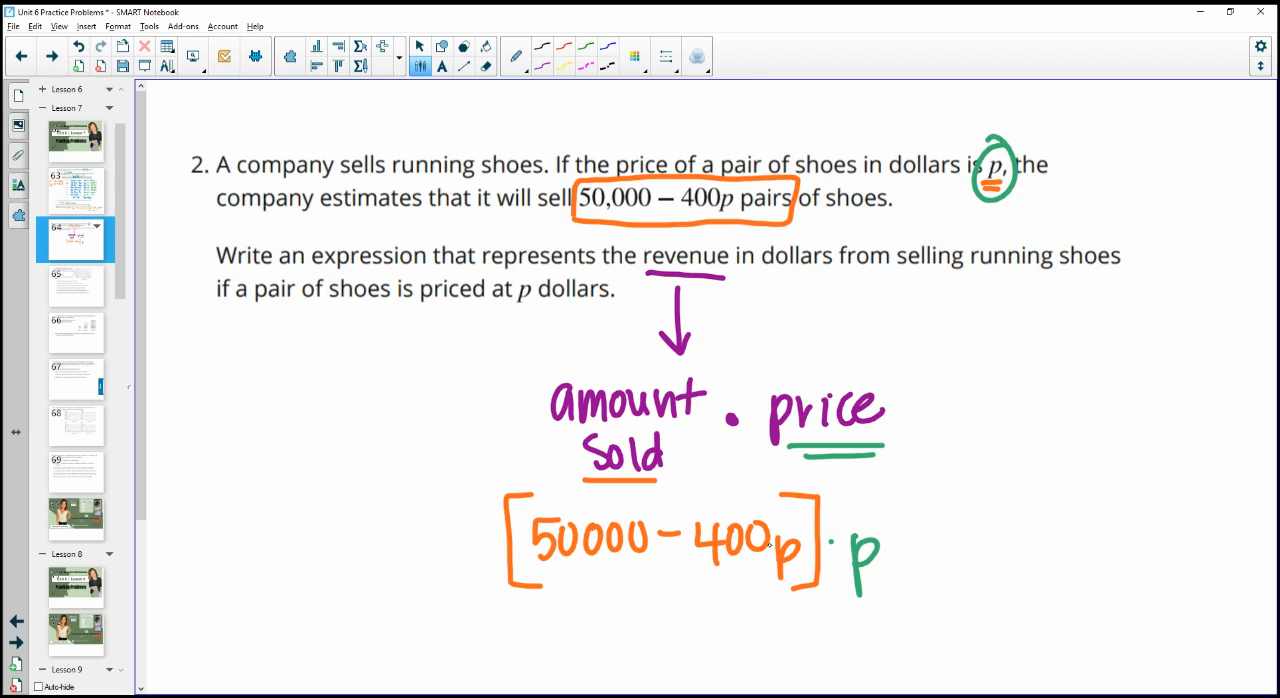 Unit 6 Practice Problems * - SMART Notebook
File Edit View Insert Format Tools Add-ons Account Help
Lesson 6
Lesson 7
63
64
65
66
67
68
69
Lesson 8
Lesson 9
Auto-hide
2. A company sells running shoes. If the price of a pair of shoes in dollars is p, the
company estimates that it will sell 50,000 – 400p pairs of shoes.
Write an expression that represents the revenue in dollars from selling running shoes
if a pair of shoes is priced at p dollars.
amount · price
sold
[50000 - 400p] · p